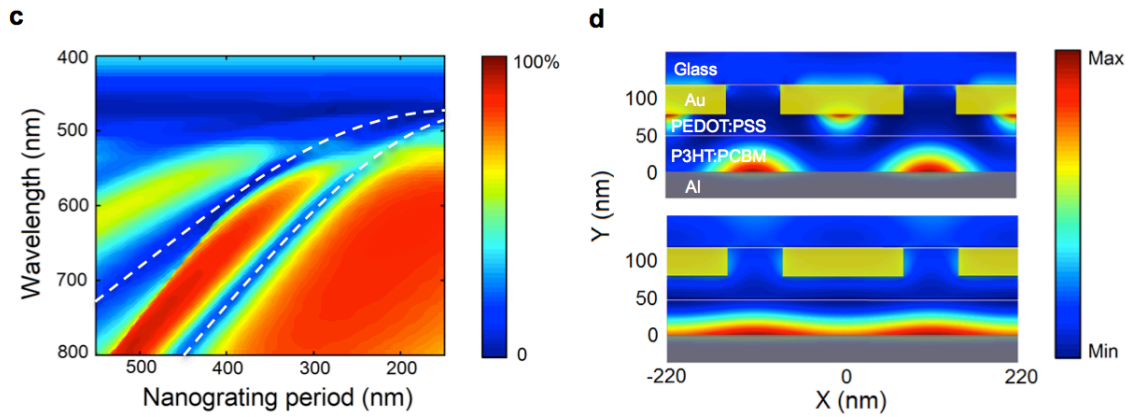 c
Wavelength (nm)
400
500
600
700
800
500
400
300
200
Nanograting period (nm)
100%
0
d
Y (nm)
Glass
100
Au
PEDOT:PSS
50
P3HT:PCBM
0
Al
100
50
0
-220
0
220
X (nm)
Max
Min